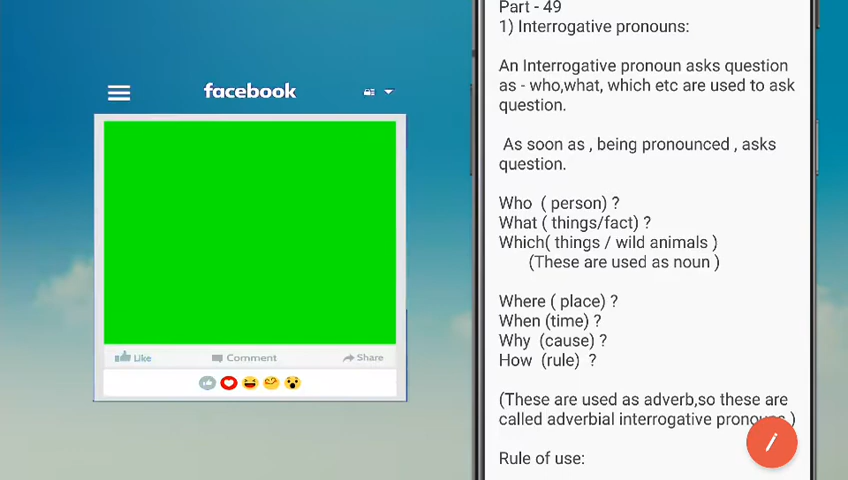 facebook
Like
Comment
Share
Part - 49
1) Interrogative pronouns:
An Interrogative pronoun asks question
as - who,what, which etc are used to ask
question.
As soon as , being pronounced , asks
question.
Who ( person) ?
What ( things/fact) ?
Which( things / wild animals )
(These are used as noun )
Where ( place) ?
When (time) ?
Why (cause) ?
How (rule) ?
(These are used as adverb,so these are
called adverbial interrogative pronouns )
Rule of use: